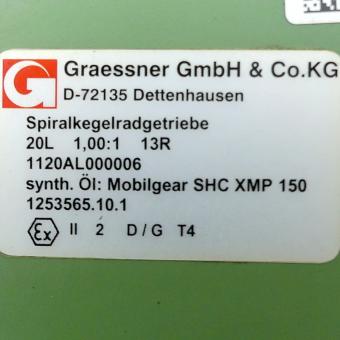 Graessner GmbH & Co.KG
D-72135 Dettenhausen
Spiralkegelradgetriebe
20L 1,00:1 13R
1120AL000006
synth. Öl: Mobilgear SHC XMP 150
1253565.10.1
Ex II 2 D/G T4